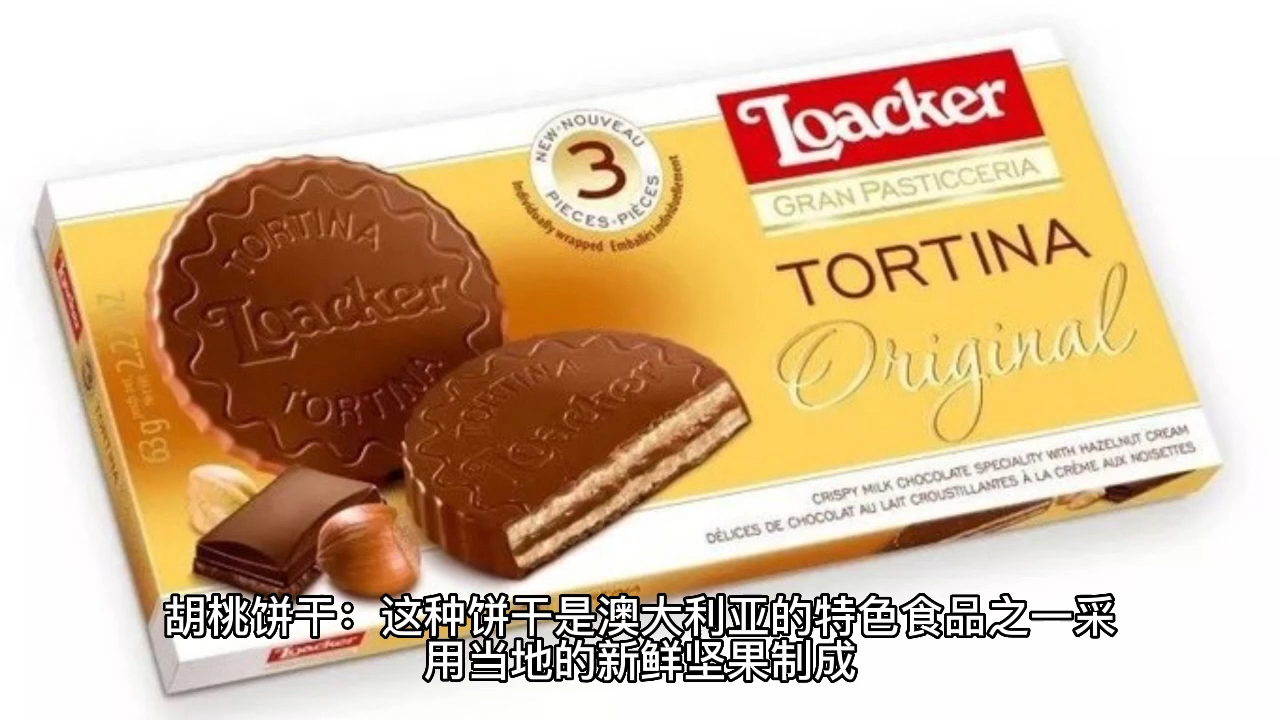 Loacker
GRAN PASTICCERIA
TORTINA
Original
NEW·NOUVEAU
3
PIECES·PIÈCES
Individually wrapped Emballés individuellement
TORTINA
Loacker
TORTINA
TORTINA
Loacker
CRISPY MILK CHOCOLATE SPECIALITY WITH HAZELNUT CREAM
DÉLICES DE CHOCOLAT AU LAIT CROUSTILLANTES À LA CRÈME AUX NOISETTES
胡桃饼干：这种饼干是澳大利亚的特色食品之一采
用当地的新鲜坚果制成
Loacker